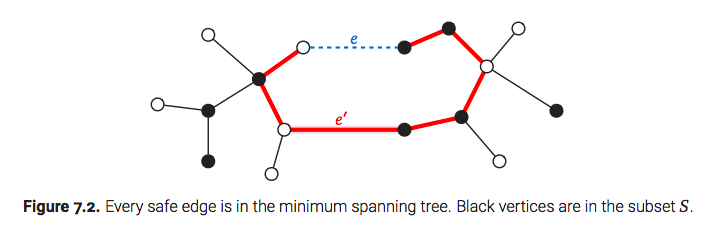 e
e′
Figure 7.2. Every safe edge is in the minimum spanning tree. Black vertices are in the subset S.